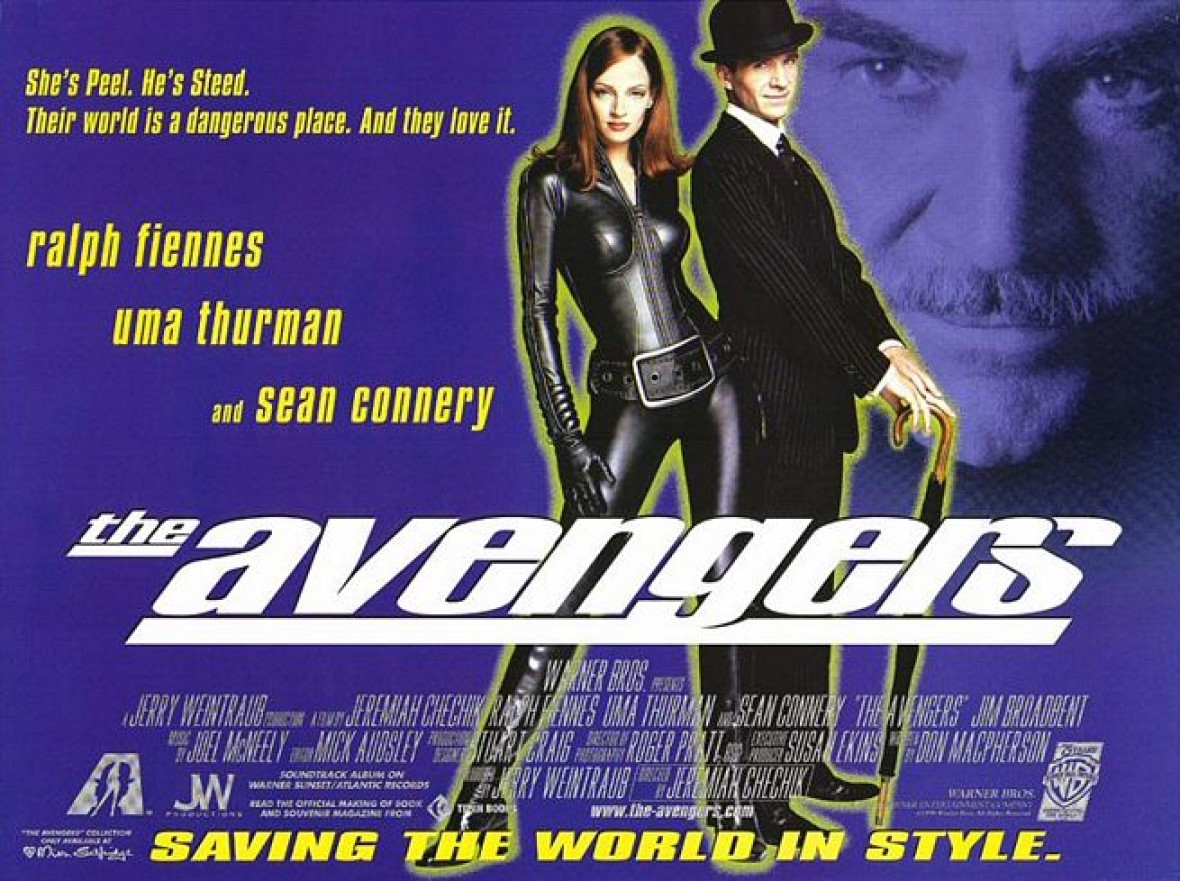 She's Peel. He's Steed.
Their world is a dangerous place. And they love it.
ralph fiennes
uma thurman
and sean connery
the avengers
WARNER BROS. PRESENTS
A JERRY WEINTRAUB PRODUCTION A FILM BY JEREMIAH CHECHIK RALPH FIENNES UMA THURMAN AND SEAN CONNERY "THE AVENGERS" JIM BROADBENT
MUSIC BY JOEL McNEELY EDITOR MICK AUDSLEY PRODUCTION DESIGNER STUART CRAIG DIRECTOR OF PHOTOGRAPHY ROGER PRATT, BSC EXECUTIVE PRODUCER SUSAN EKINS WRITTEN BY DON MACPHERSON
PRODUCED BY JERRY WEINTRAUB DIRECTED BY JEREMIAH CHECHIK
JW
PRODUCTIONS
SOUNDTRACK ALBUM ON
WARNER SUNSET/ATLANTIC RECORDS
READ THE OFFICIAL MAKING OF BOOK
AND SOUVENIR MAGAZINE FROM
TITAN BOOKS
www.the-avengers.com
WARNER BROS.
WB
"THE AVENGERS" COLLECTION
ONLY AVAILABLE AT
Miss Selfridge
SAVING THE WORLD IN STYLE.